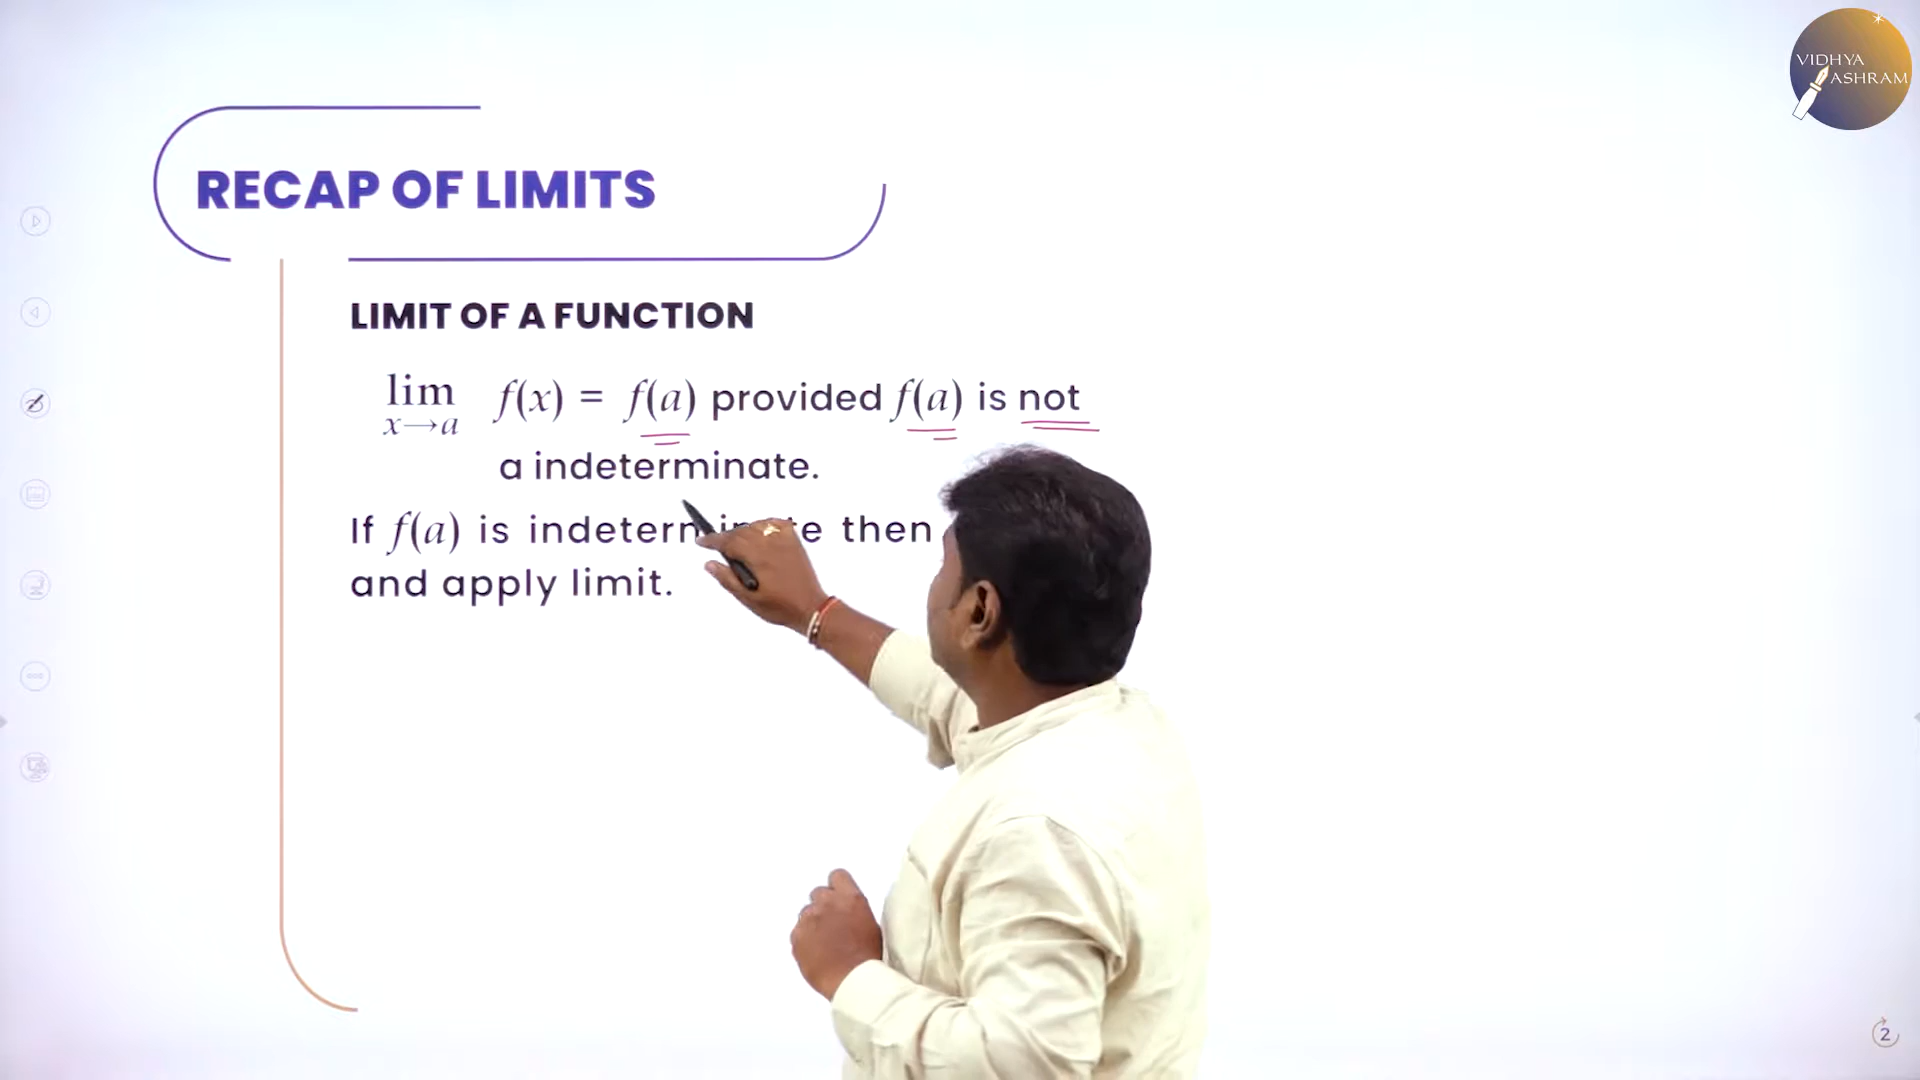 VIDHYA
ASHRAM
RECAP OF LIMITS
LIMIT OF A FUNCTION
lim x→a f(x) = f(a) provided f(a) is not
a indeterminate.
If f(a) is indeterminate then
and apply limit.
2